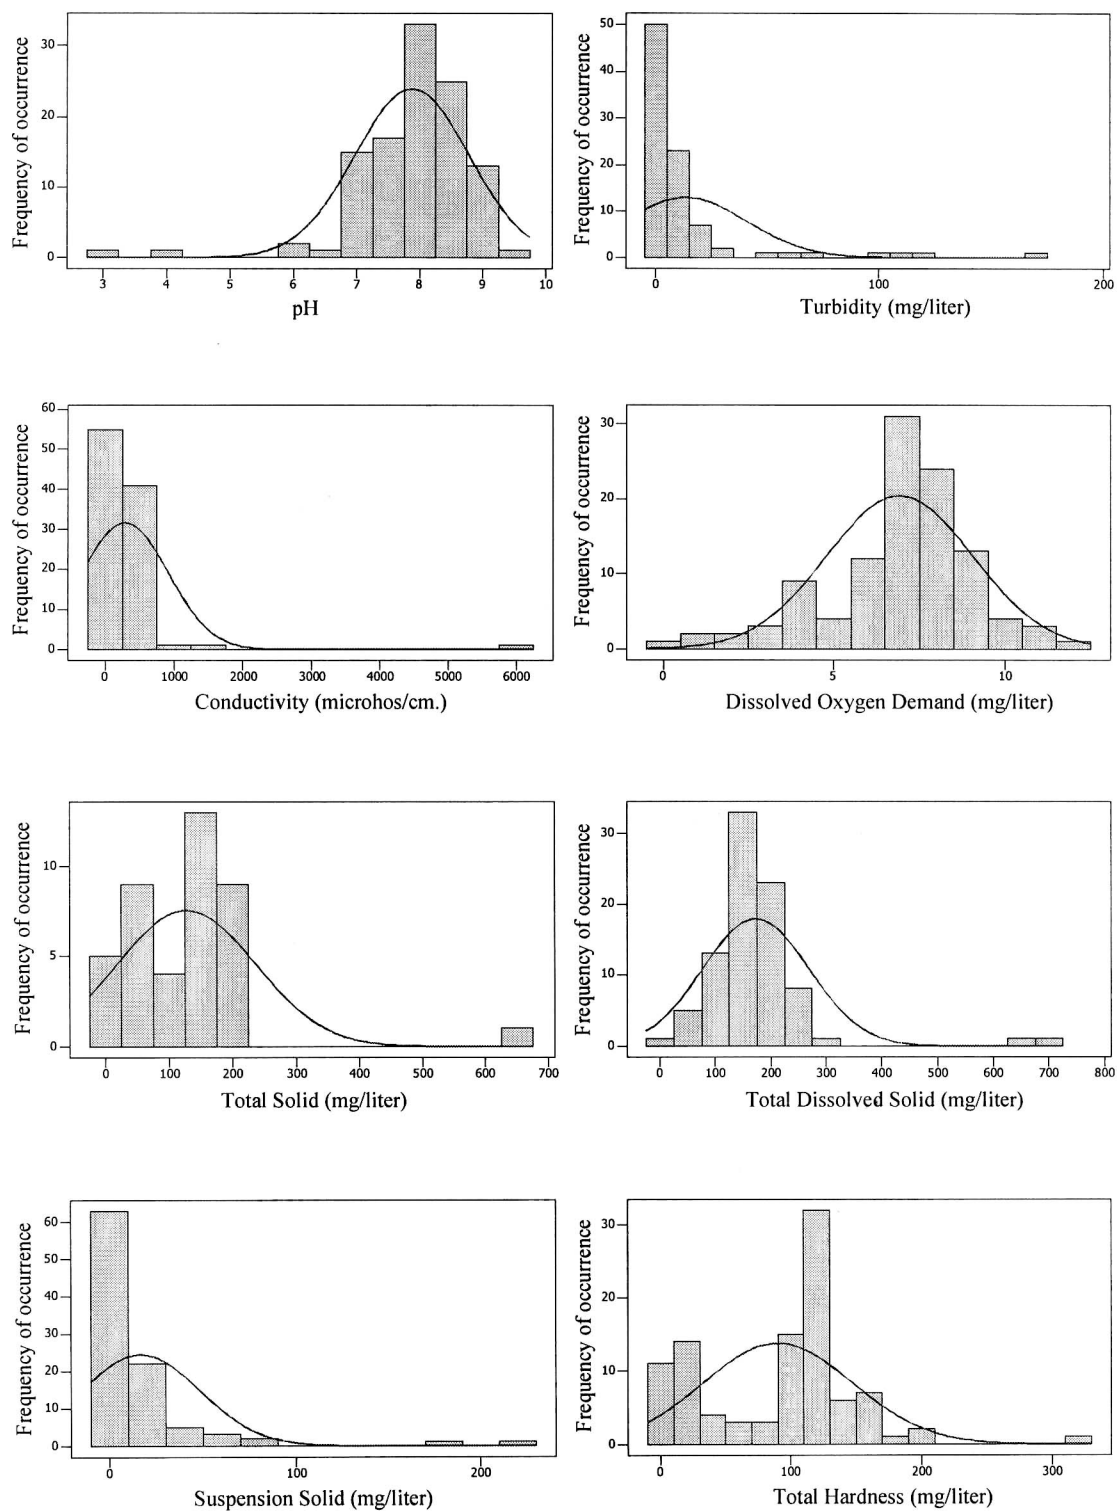 Frequency of occurrence
30
20
10
0
3 4 5 6 7 8 9 10
pH
Frequency of occurrence
50
40
30
20
10
0
0 100 200
Turbidity (mg/liter)
Frequency of occurrence
60
50
40
30
20
10
0
0 1000 2000 3000 4000 5000 6000
Conductivity (microhos/cm.)
Frequency of occurrence
30
20
10
0
0 5 10
Dissolved Oxygen Demand (mg/liter)
Frequency of occurrence
10
5
0
0 100 200 300 400 500 600 700
Total Solid (mg/liter)
Frequency of occurrence
30
20
10
0
0 100 200 300 400 500 600 700 800
Total Dissolved Solid (mg/liter)
Frequency of occurrence
60
50
40
30
20
10
0
0 100 200
Suspension Solid (mg/liter)
Frequency of occurrence
30
20
10
0
0 100 200 300
Total Hardness (mg/liter)